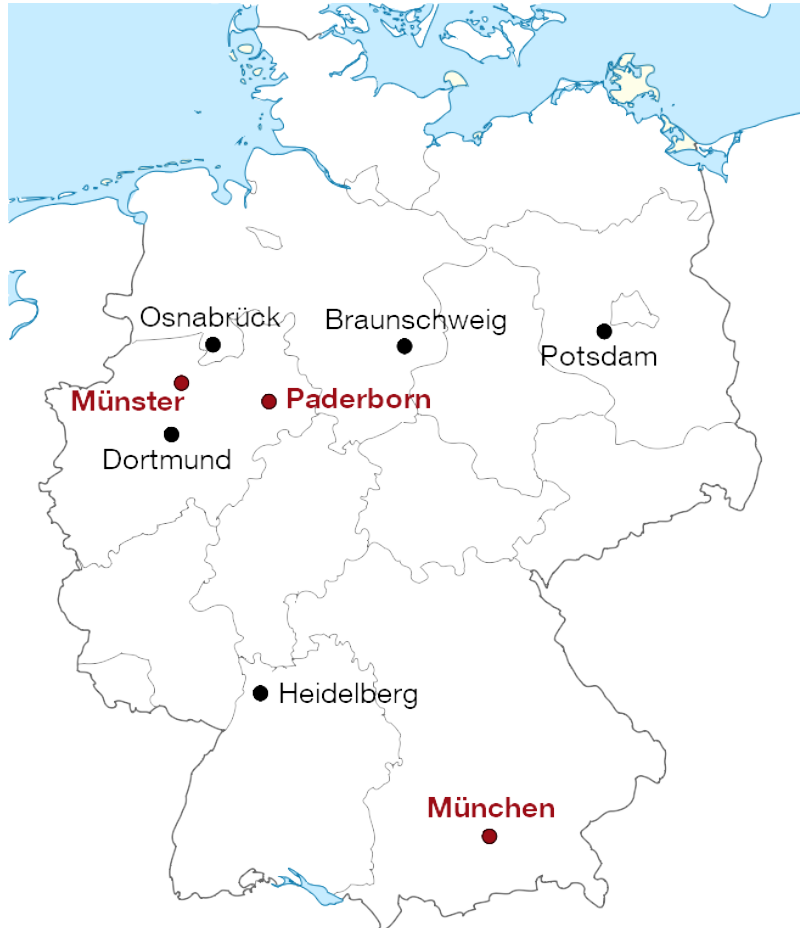 Osnabrück
Braunschweig
Potsdam
Münster
Paderborn
Dortmund
Heidelberg
München